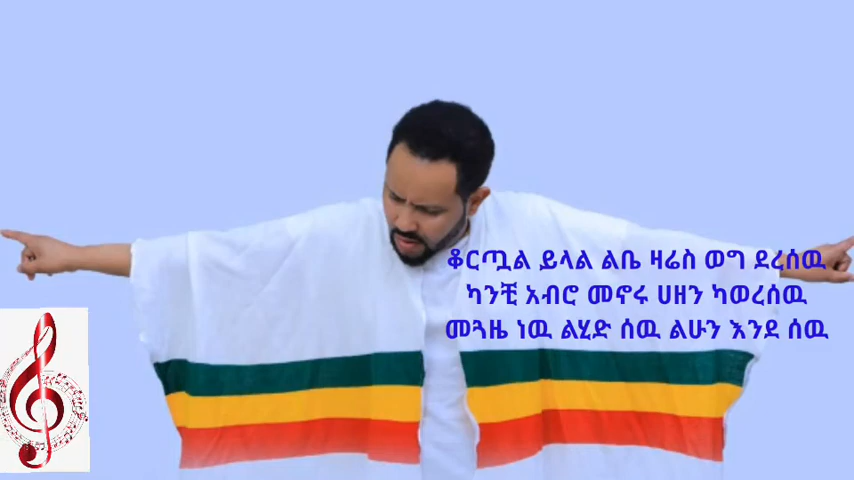 ቆርጧል ይላል ልቤ ዛሬስ ወግ ደረሰዉ
ካንቺ አብሮ መኖሩ ሀዘን ካወረሰዉ
መጓዜ ነዉ ልሂድ ሰዉ ልሁን እንደ ሰዉ